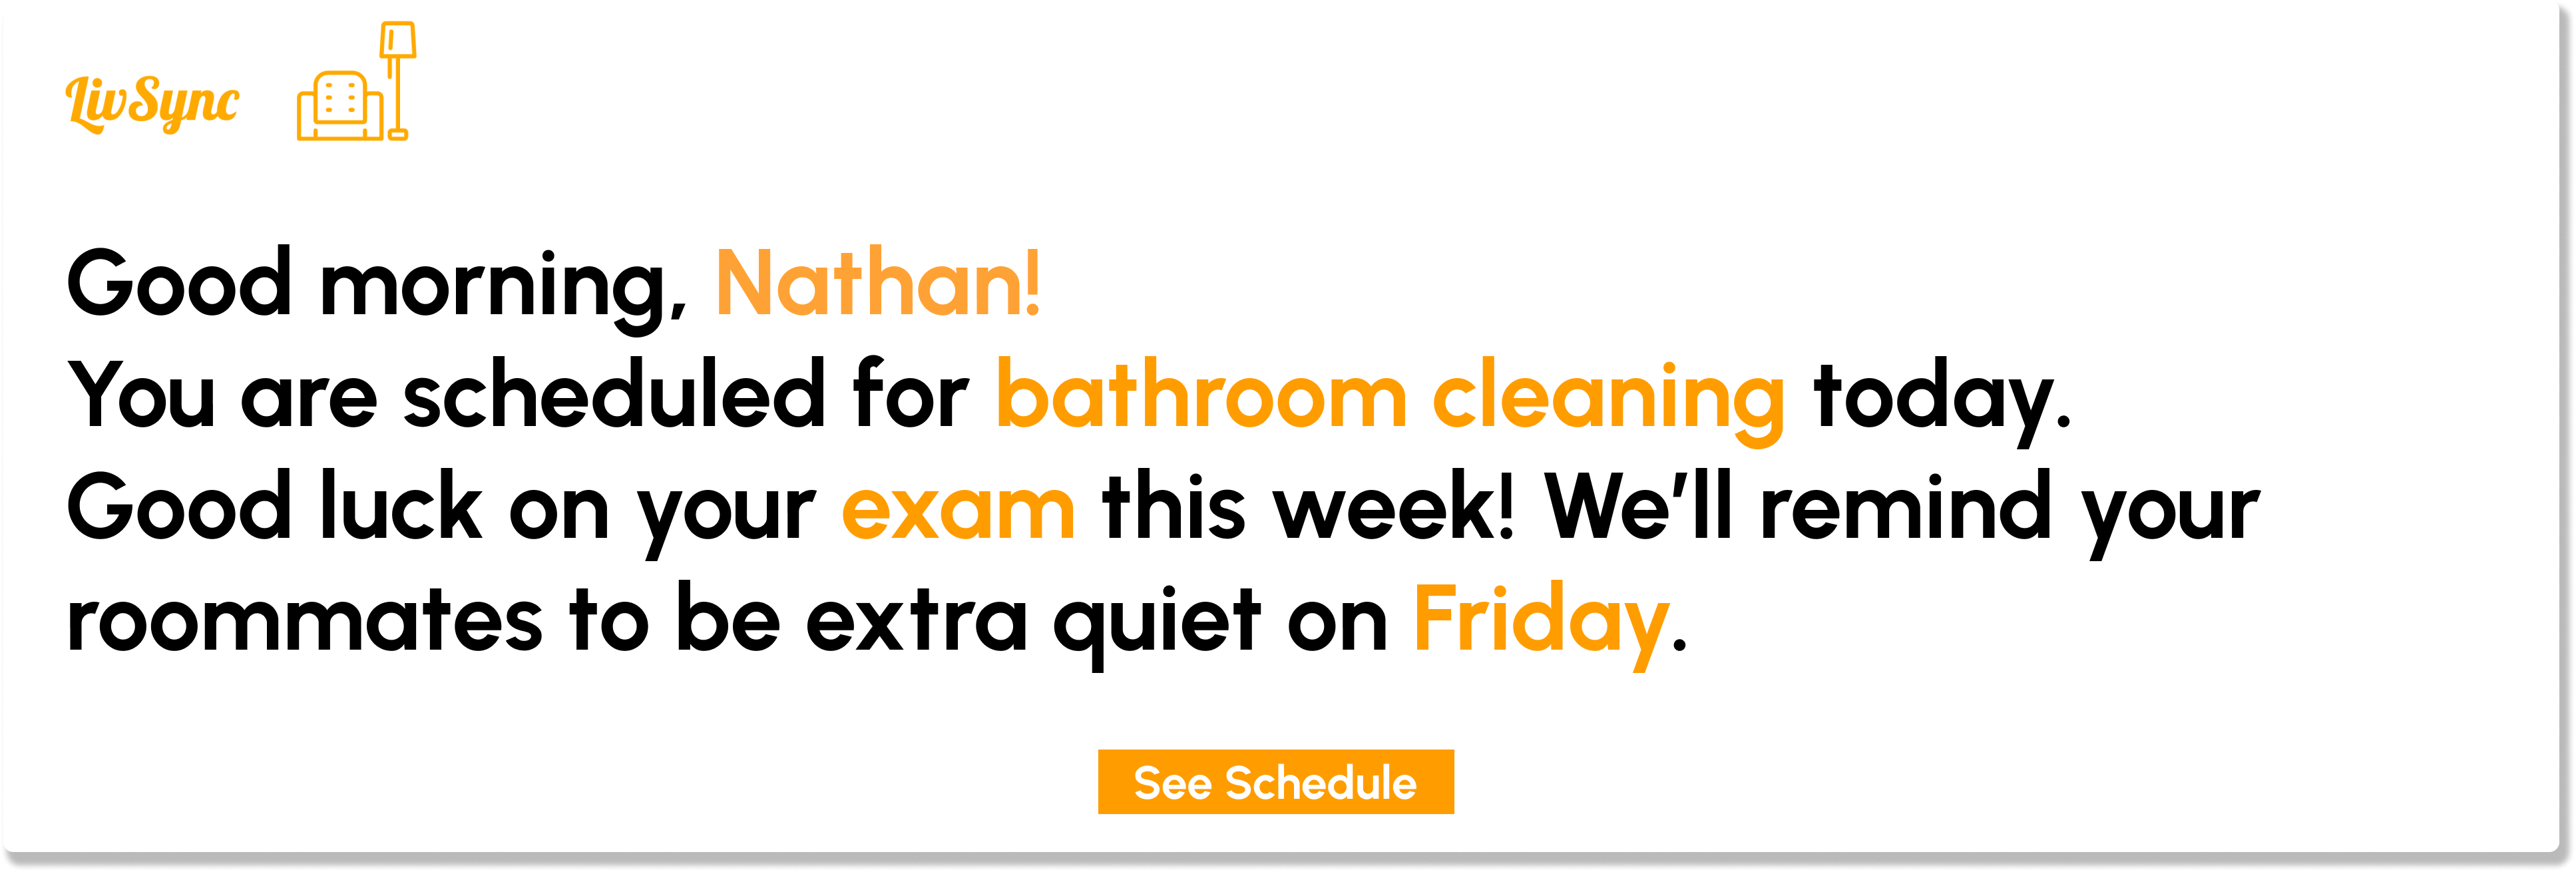 LivSync
Good morning, Nathan!
You are scheduled for bathroom cleaning today.
Good luck on your exam this week! We’ll remind your
roommates to be extra quiet on Friday.
See Schedule